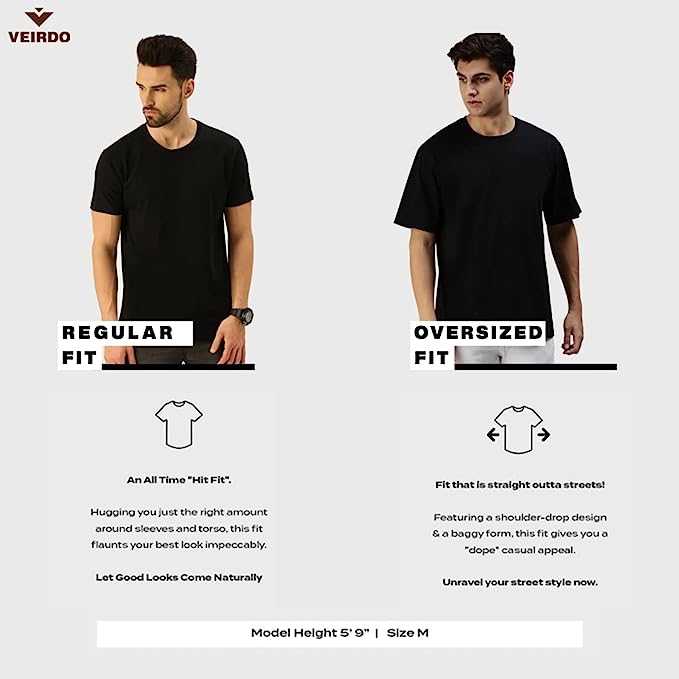 VEIRDO
REGULAR
FIT
OVERSIZED
FIT
An All Time "Hit Fit".
Hugging you just the right amount
around sleeves and torso, this fit
flaunts your best look impeccably.
Let Good Looks Come Naturally
Fit that is straight outta streets!
Featuring a shoulder-drop design
& a baggy form, this fit gives you a
"dope" casual appeal.
Unravel your street style now.
Model Height 5' 9" | Size M